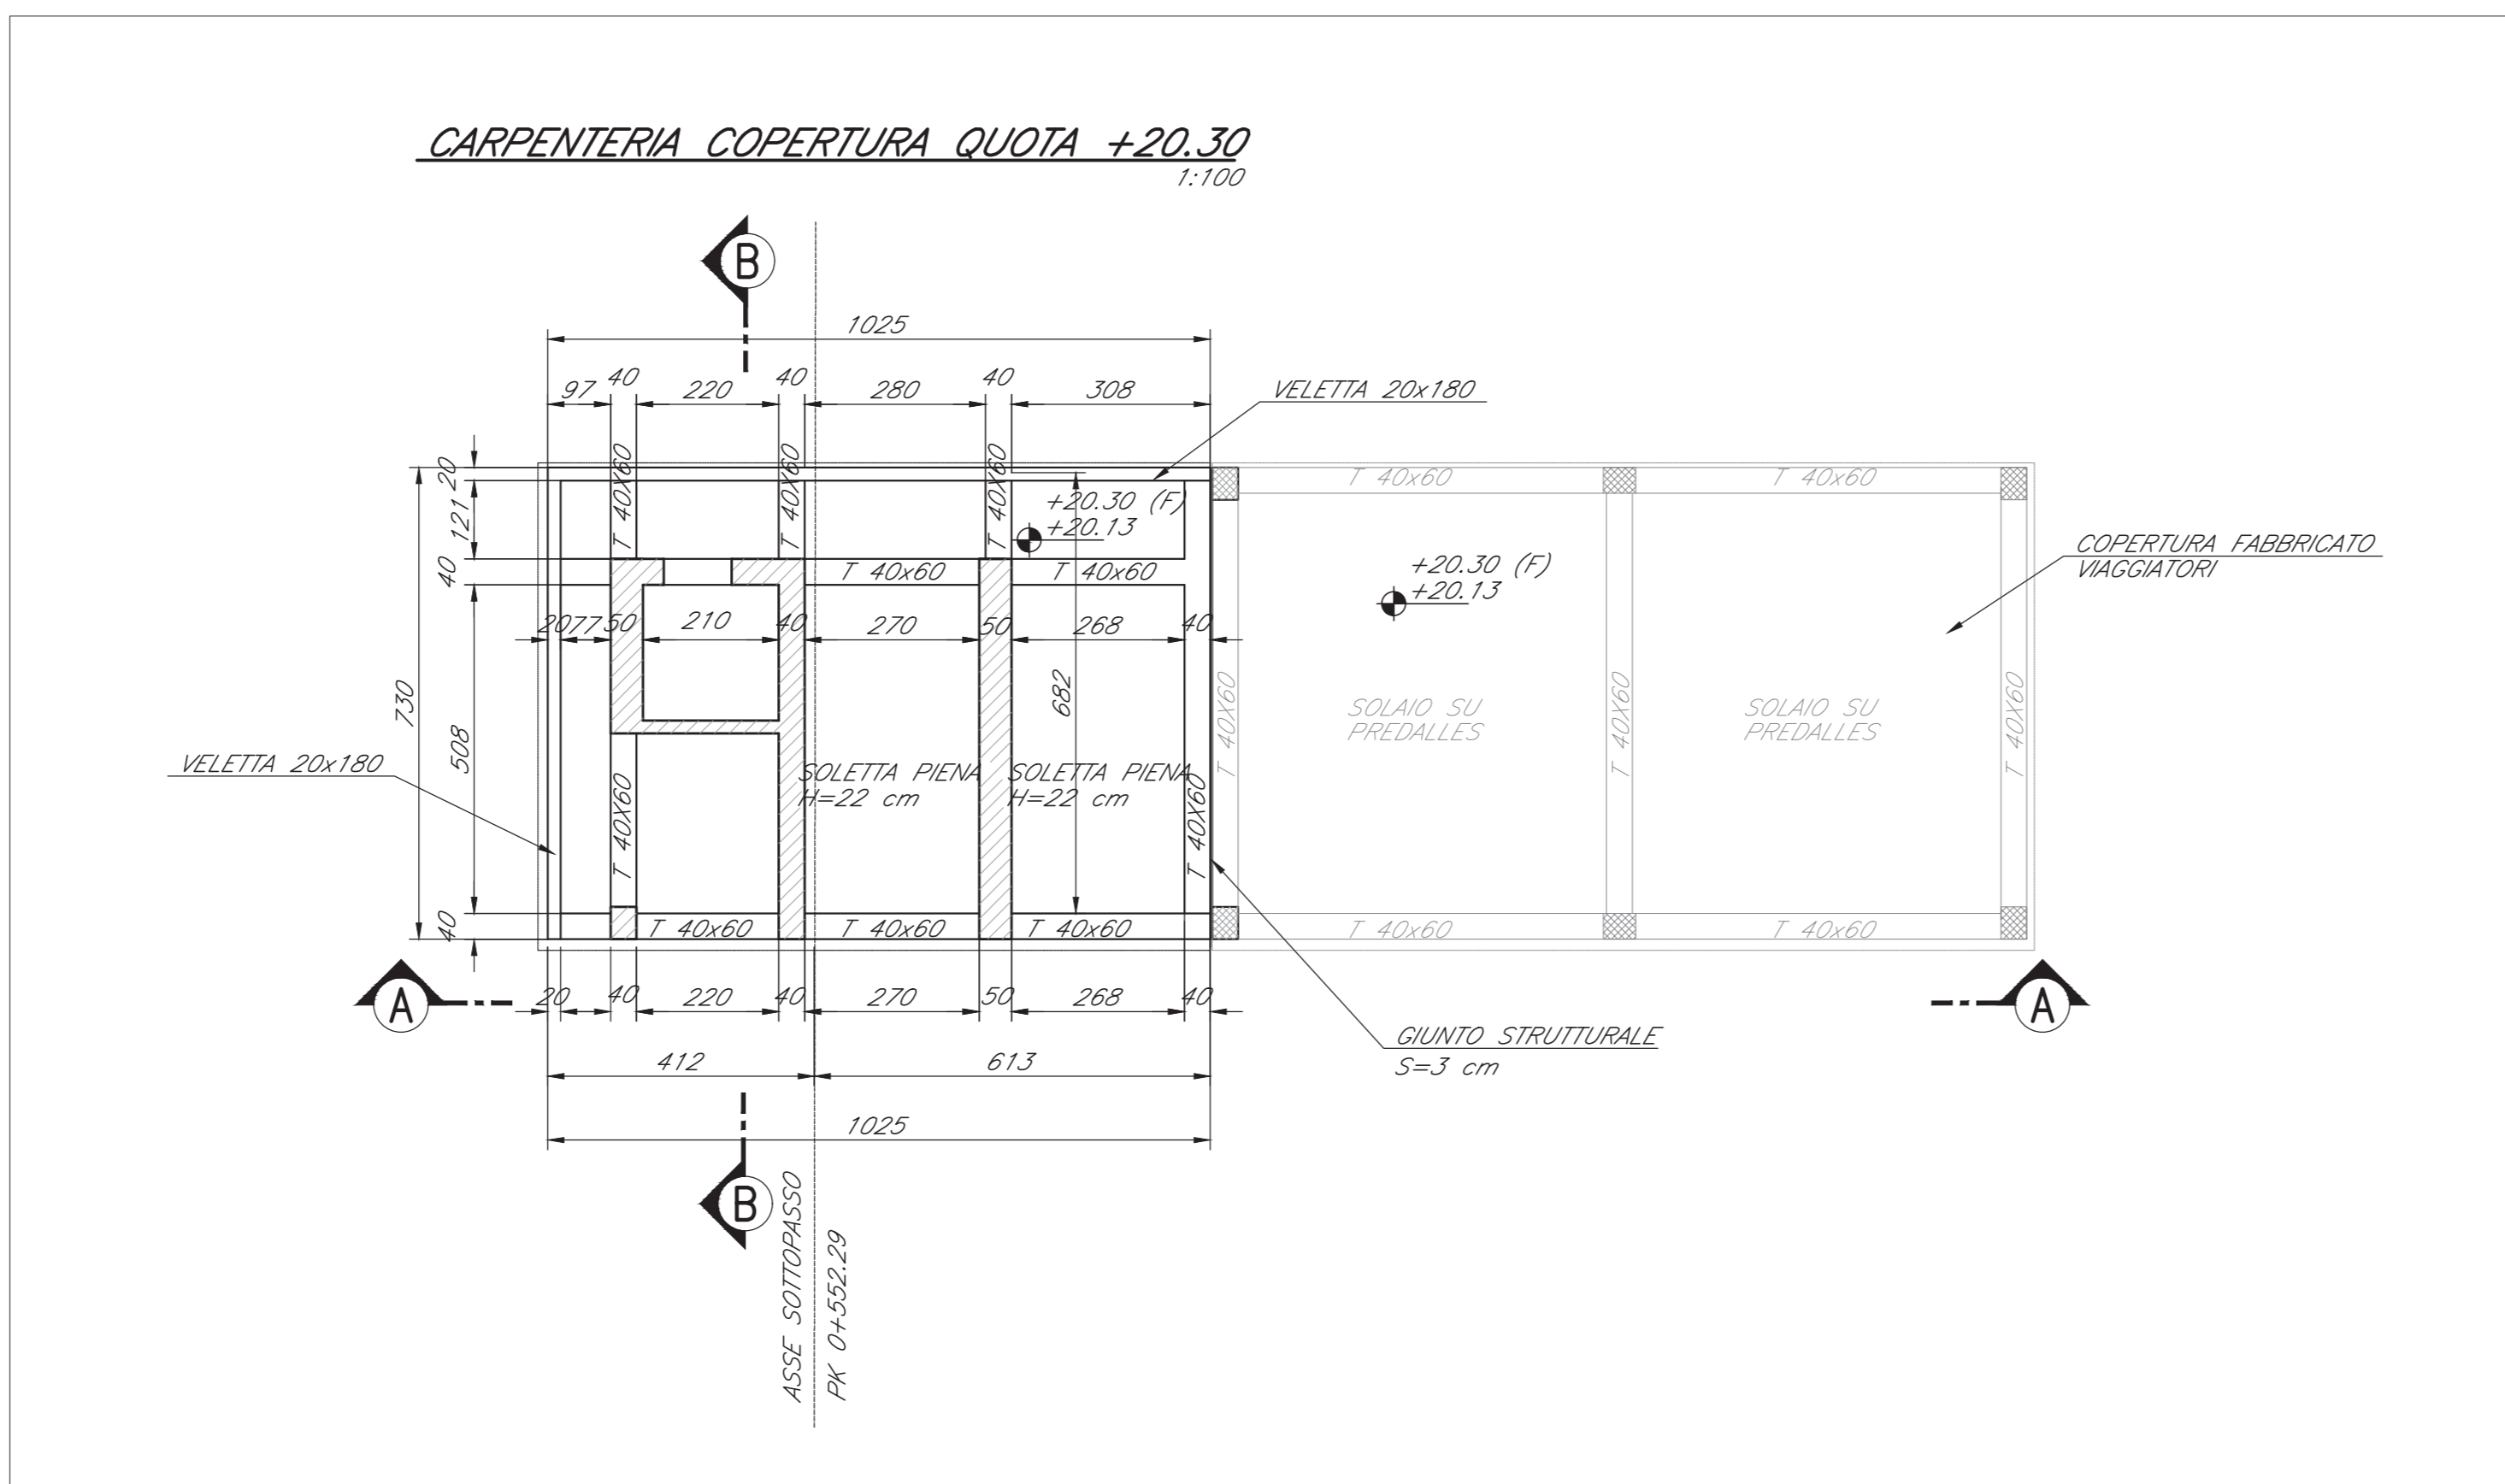 CARPENTERIA COPERTURA QUOTA +20.30
1:100
B
1025
97 40 220 40 280 40 308
VELETTA 20x180
20
121
40
508
40
730
T 40X60
T 40X60
T 40X60
+20.30 (F)
+20.13
T 40x60
T 40x60
20 77 50 210 40 270 50 268 40
682
VELETTA 20x180
T 40X60
SOLETTA PIENA
H=22 cm
SOLETTA PIENA
H=22 cm
T 40X60
T 40x60
T 40x60
T 40x60
T 40x60
T 40x60
+20.30 (F)
+20.13
COPERTURA FABBRICATO
VIAGGIATORI
T 40X60
SOLAIO SU
PREDALLES
T 40X60
SOLAIO SU
PREDALLES
T 40X60
T 40x60
T 40x60
A
20 40 220 40 270 50 268 40
A
GIUNTO STRUTTURALE
S=3 cm
412 613
1025
B
ASSE SOTTOPASSO
PK 0+552.29